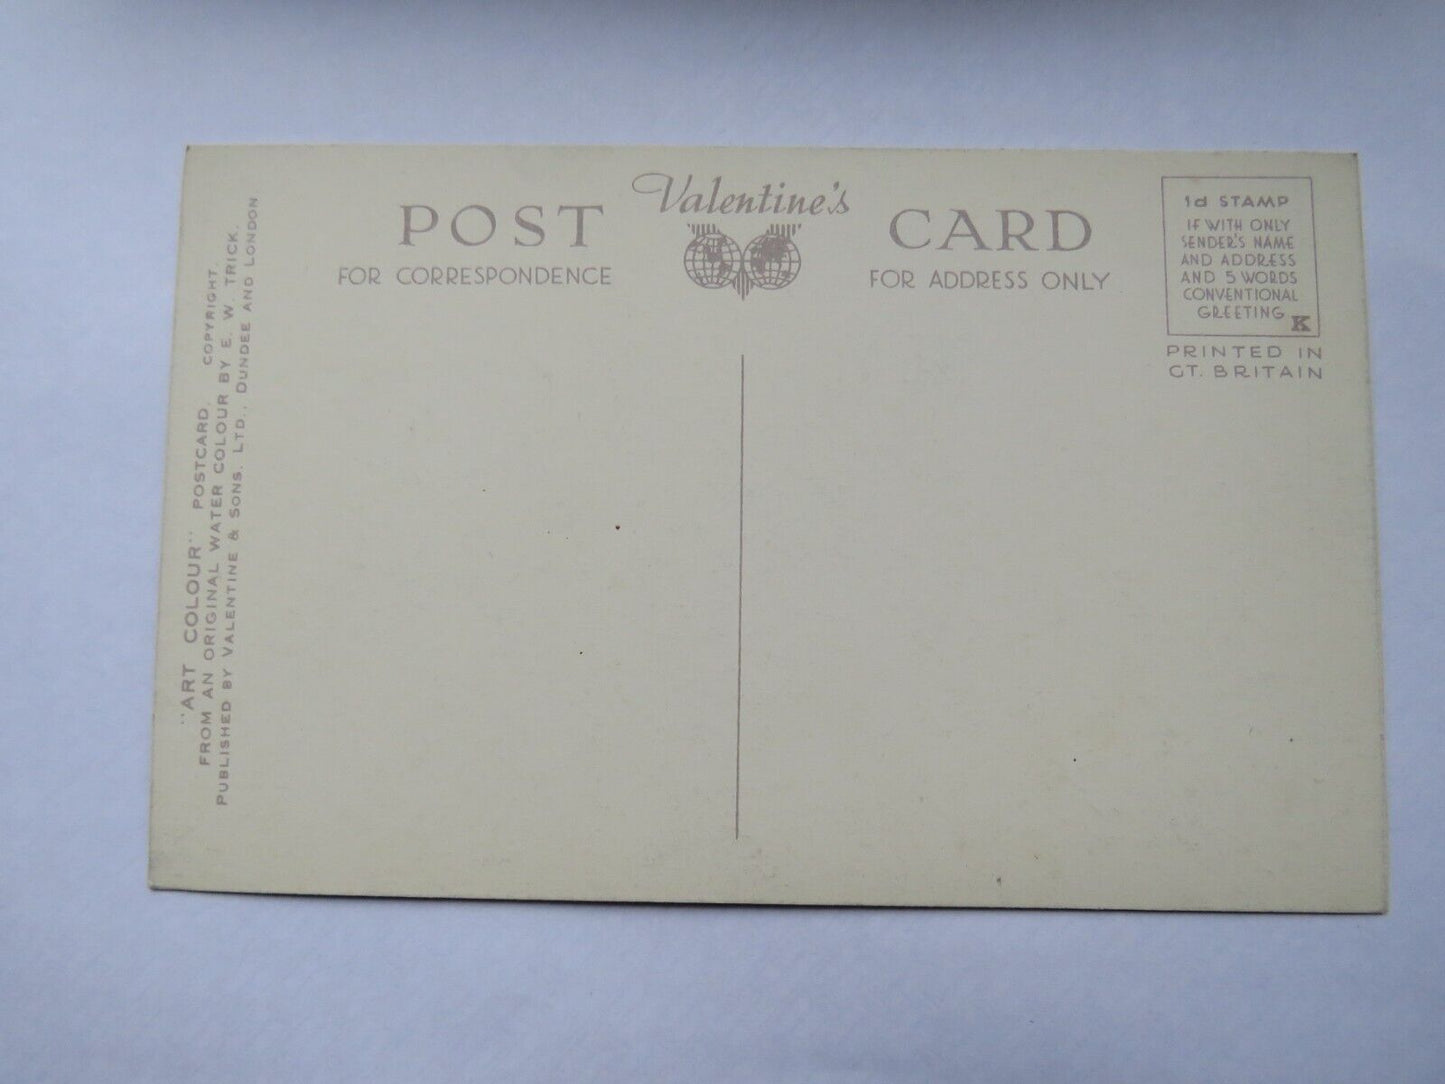 Valentine's
POST CARD
FOR CORRESPONDENCE
FOR ADDRESS ONLY
1d STAMP
IF WITH ONLY
SENDER'S NAME
AND ADDRESS
AND 5 WORDS
CONVENTIONAL
GREETING
K
PRINTED IN
GT. BRITAIN
"ART COLOUR" POSTCARD. COPYRIGHT.
FROM AN ORIGINAL WATER COLOUR BY E. W. TRICK.
PUBLISHED BY VALENTINE & SONS. LTD., DUNDEE AND LONDON